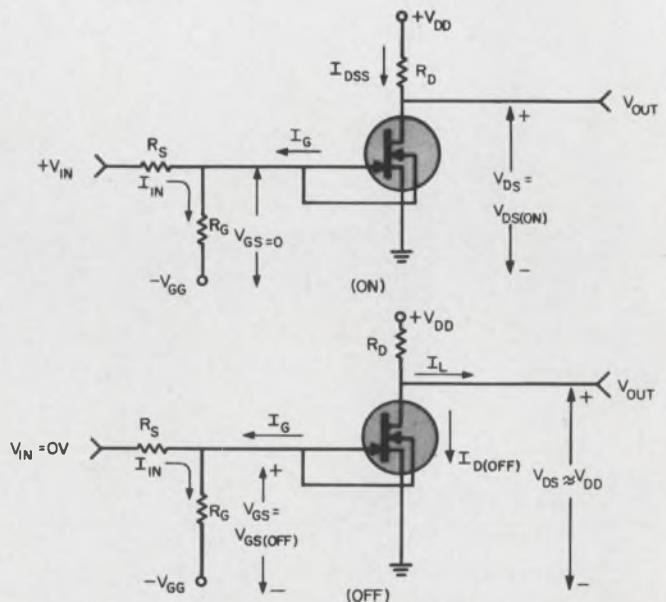 +V_DD
I_DSS
R_D
V_OUT
+
I_G
R_S
+V_IN
I_IN
V_DS =
V_DS(ON)
R_G
V_GS=0
-V_GG
-
(ON)
+V_DD
R_D
I_L
V_OUT
+
I_G
R_S
V_IN = 0V
I_IN
+
I_D(OFF)
V_DS ≈ V_DD
R_G
V_GS =
V_GS(OFF)
-V_GG
-
-
(OFF)